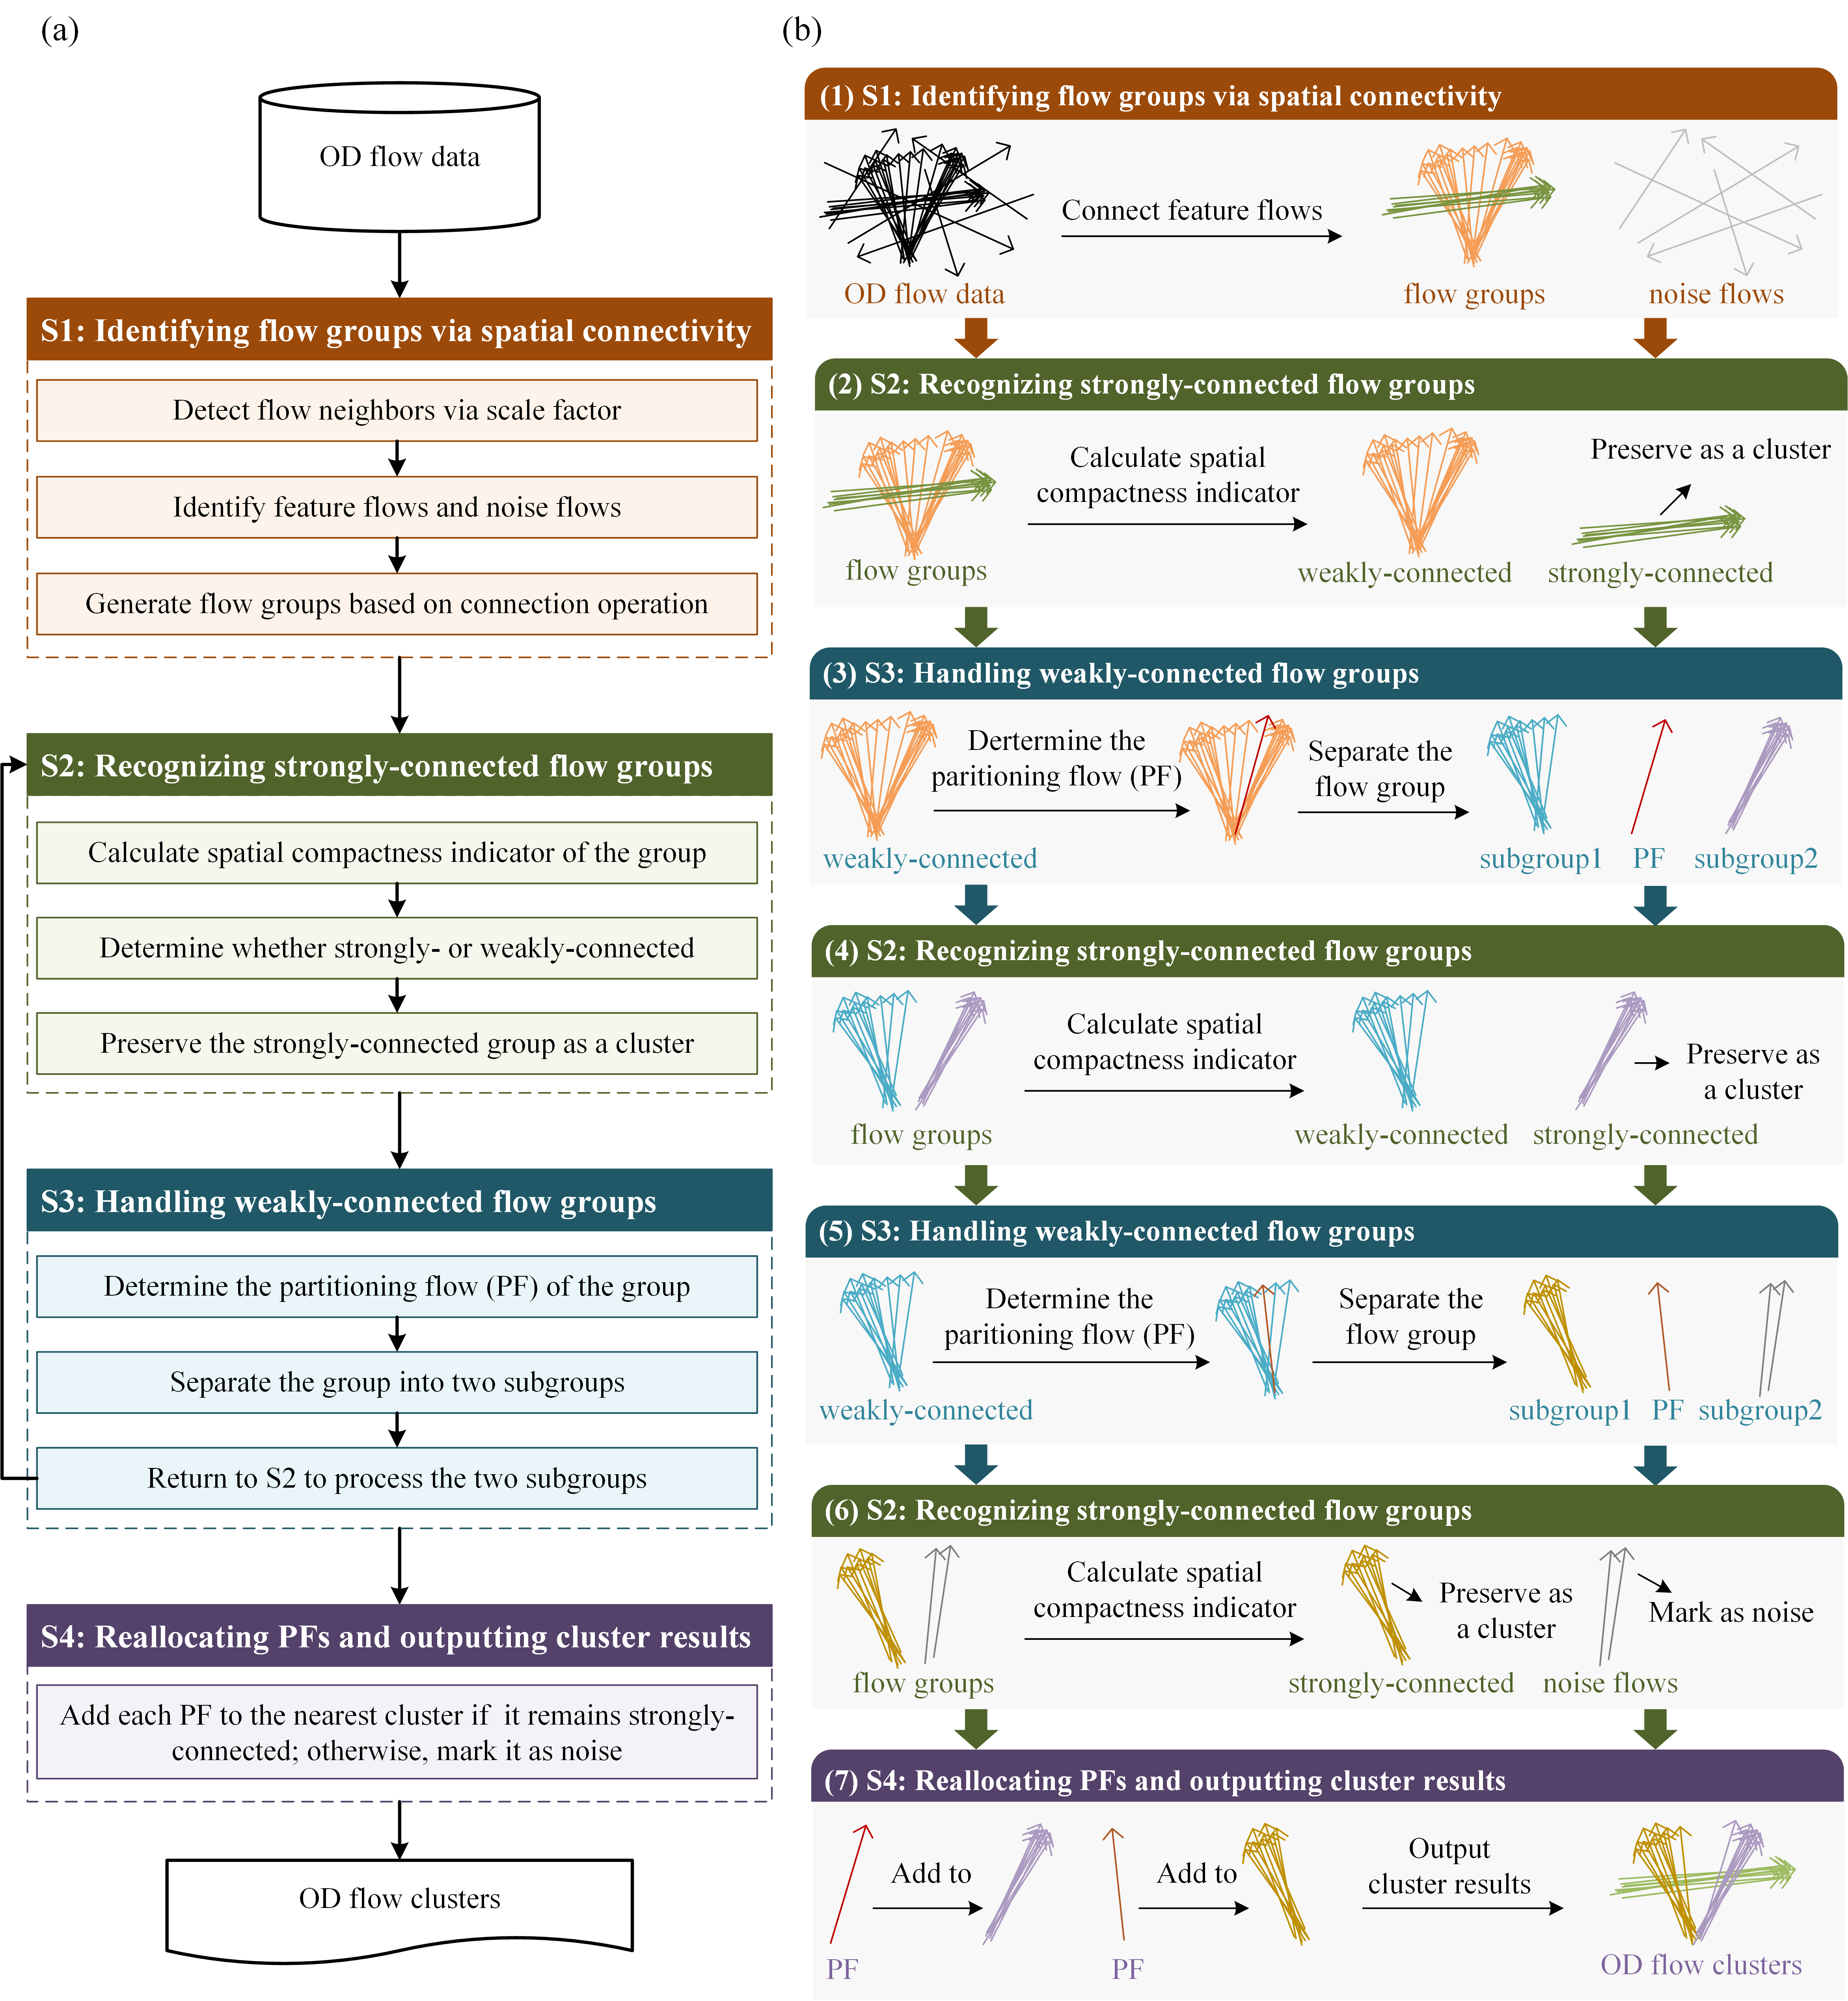 (a)
OD flow data
S1: Identifying flow groups via spatial connectivity
Detect flow neighbors via scale factor
Identify feature flows and noise flows
Generate flow groups based on connection operation
S2: Recognizing strongly-connected flow groups
Calculate spatial compactness indicator of the group
Determine whether strongly- or weakly-connected
Preserve the strongly-connected group as a cluster
S3: Handling weakly-connected flow groups
Determine the partitioning flow (PF) of the group
Separate the group into two subgroups
Return to S2 to process the two subgroups
S4: Reallocating PFs and outputting cluster results
Add each PF to the nearest cluster if it remains strongly-
connected; otherwise, mark it as noise
OD flow clusters
(b)
(1) S1: Identifying flow groups via spatial connectivity
Connect feature flows
OD flow data
flow groups
noise flows
(2) S2: Recognizing strongly-connected flow groups
Calculate spatial
compactness indicator
Preserve as a cluster
flow groups
weakly-connected
strongly-connected
(3) S3: Handling weakly-connected flow groups
Dertermine the
paritioning flow (PF)
Separate the
flow group
weakly-connected
subgroup1
PF
subgroup2
(4) S2: Recognizing strongly-connected flow groups
Calculate spatial
compactness indicator
Preserve as
a cluster
flow groups
weakly-connected
strongly-connected
(5) S3: Handling weakly-connected flow groups
Determine the
paritioning flow (PF)
Separate the
flow group
weakly-connected
subgroup1
PF
subgroup2
(6) S2: Recognizing strongly-connected flow groups
Calculate spatial
compactness indicator
Preserve as
a cluster
Mark as noise
flow groups
strongly-connected
noise flows
(7) S4: Reallocating PFs and outputting cluster results
Add to
Add to
Output
cluster results
PF
PF
OD flow clusters